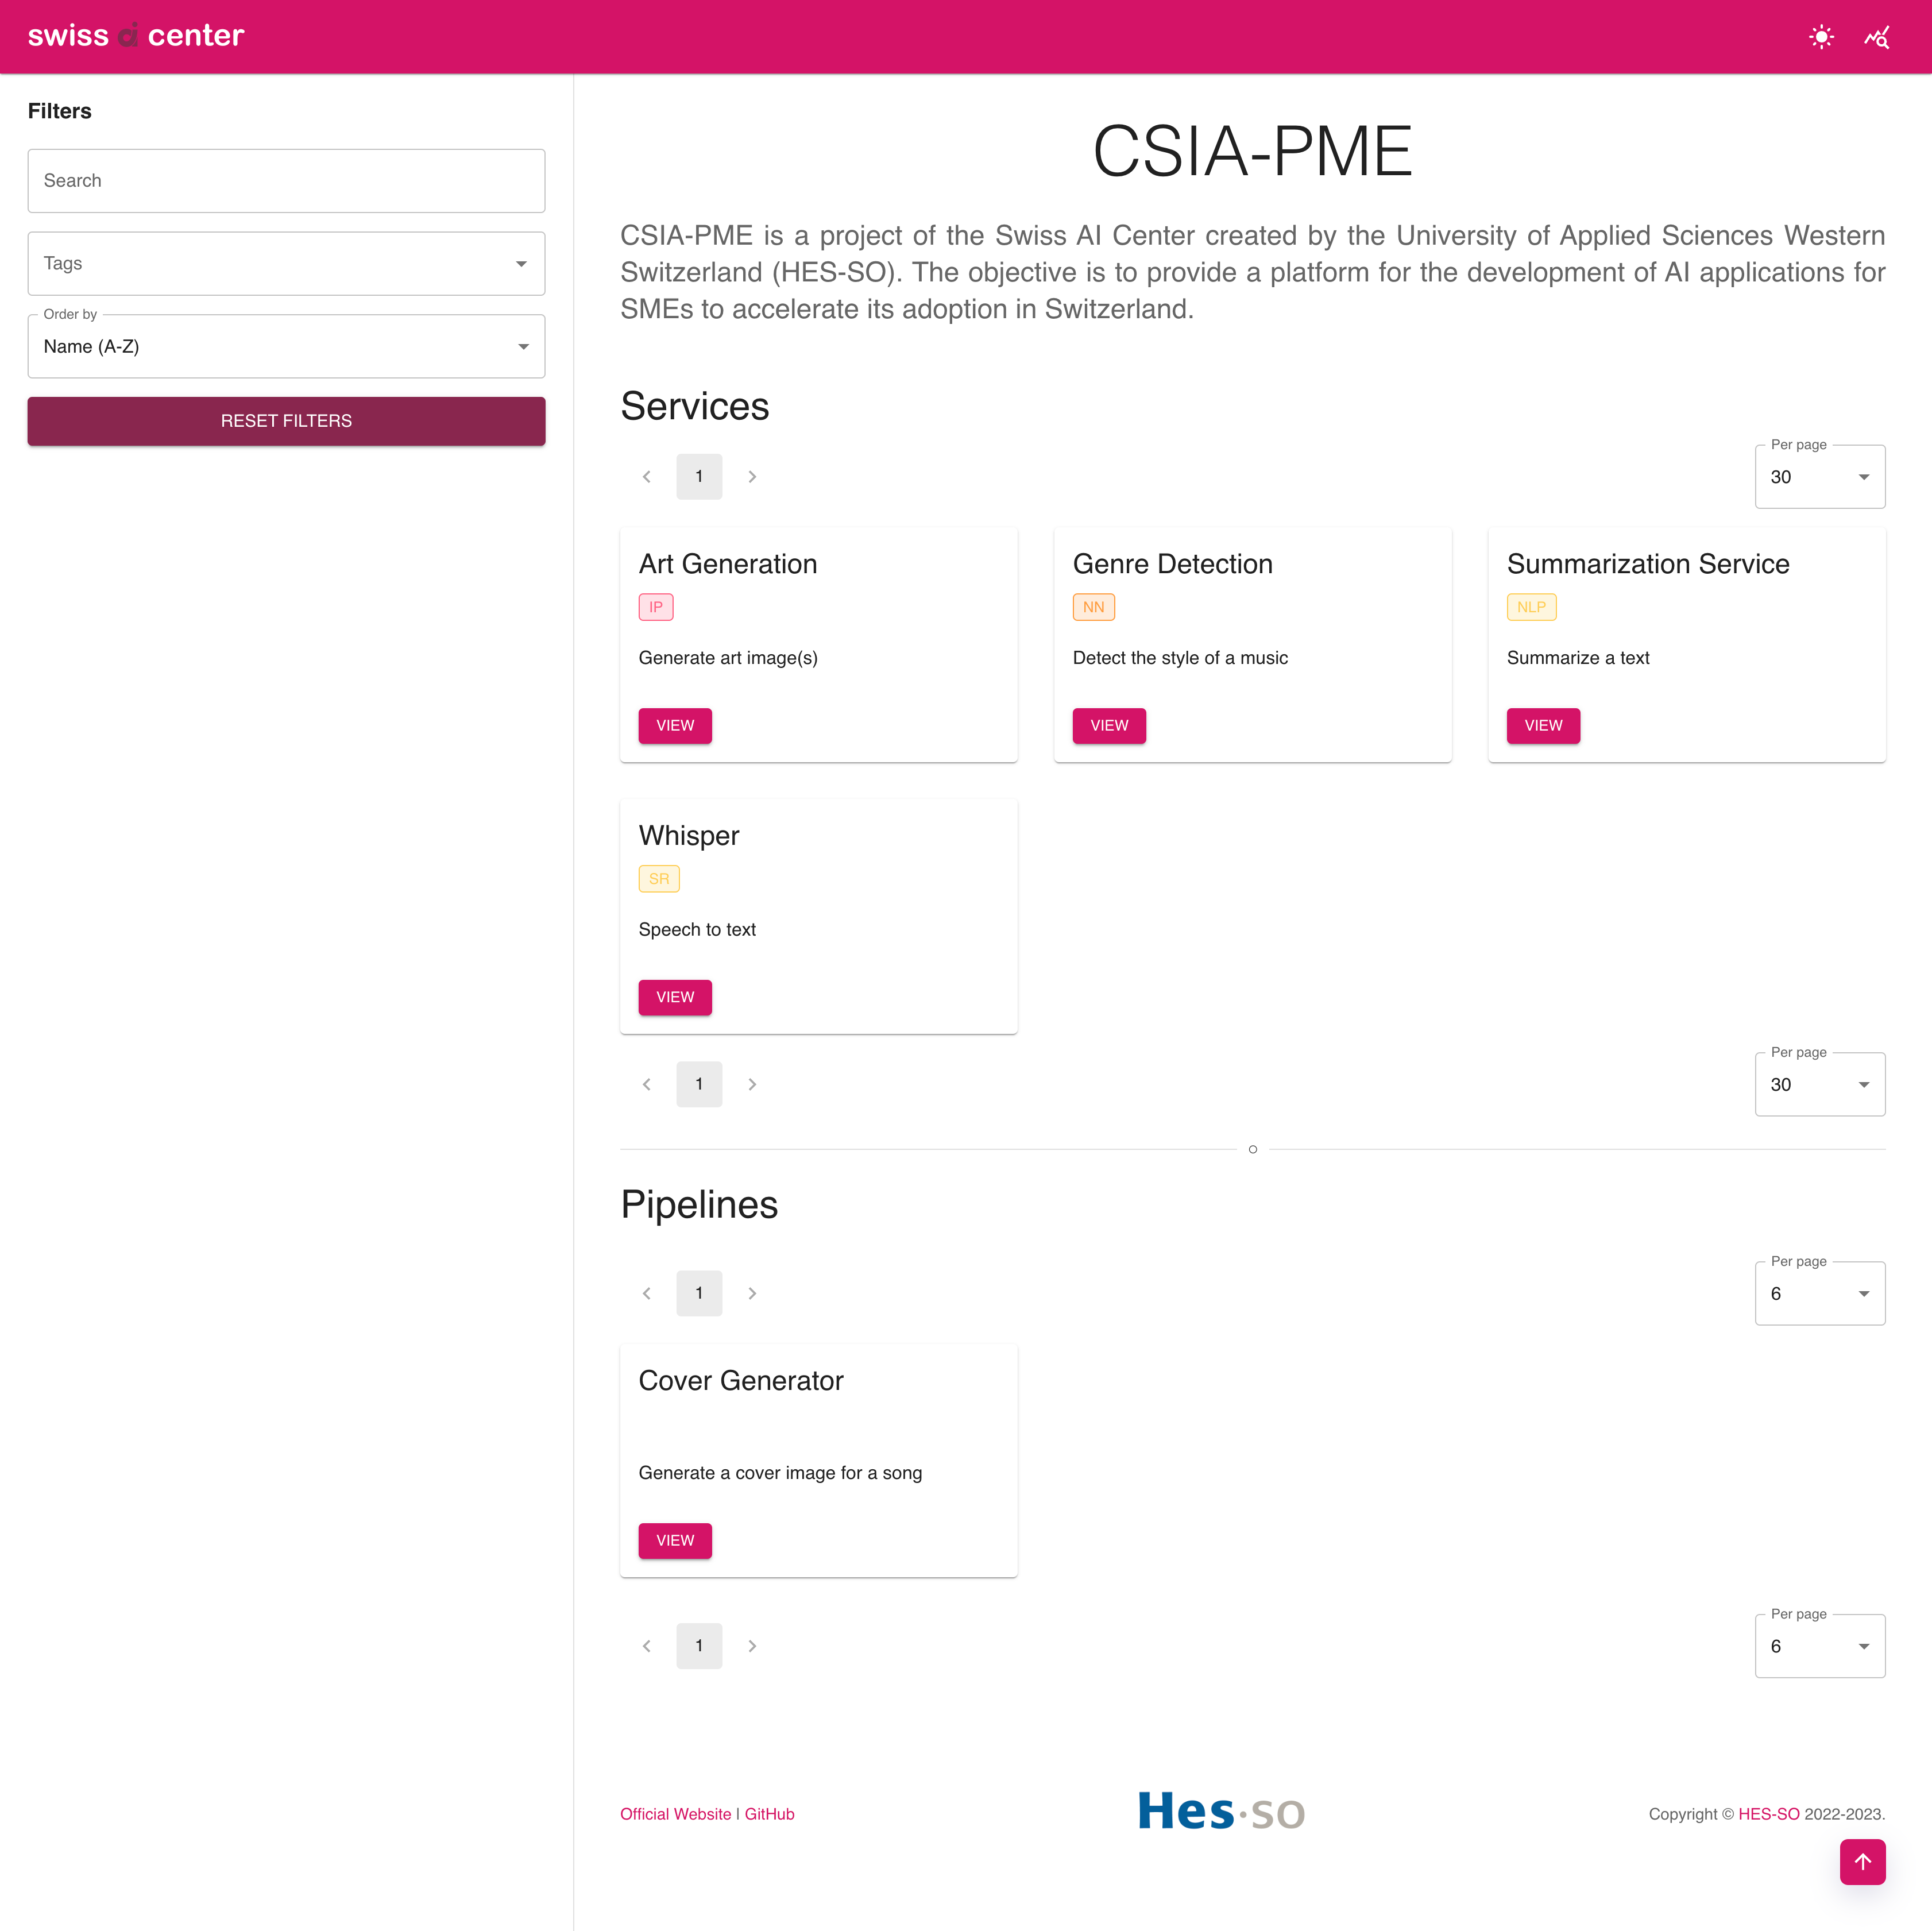 swiss ai center
Filters
Search
Tags
Order by
Name (A-Z)
RESET FILTERS
CSIA-PME
CSIA-PME is a project of the Swiss AI Center created by the University of Applied Sciences Western
Switzerland (HES-SO). The objective is to provide a platform for the development of AI applications for
SMEs to accelerate its adoption in Switzerland.
Services
1
Per page
30
Art Generation
IP
Generate art image(s)
VIEW
Genre Detection
NN
Detect the style of a music
VIEW
Summarization Service
NLP
Summarize a text
VIEW
Whisper
SR
Speech to text
VIEW
1
Per page
30
Pipelines
1
Per page
6
Cover Generator
Generate a cover image for a song
VIEW
1
Per page
6
Official Website | GitHub
Hes·so
Copyright © HES-SO 2022-2023.